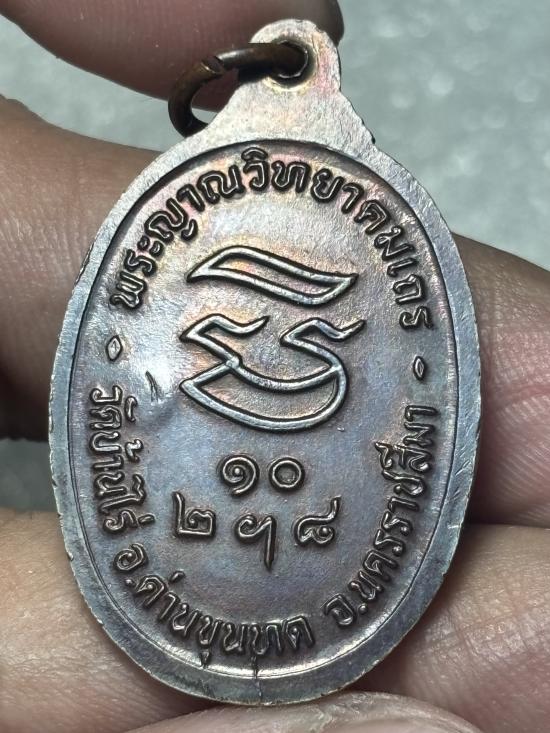 พระญาณวิทยาคมเถร
๑๐
๒ ฯ ๘
วัดบ้านไร่ อ.ด่านขุนทด จ.นครราชสีมา